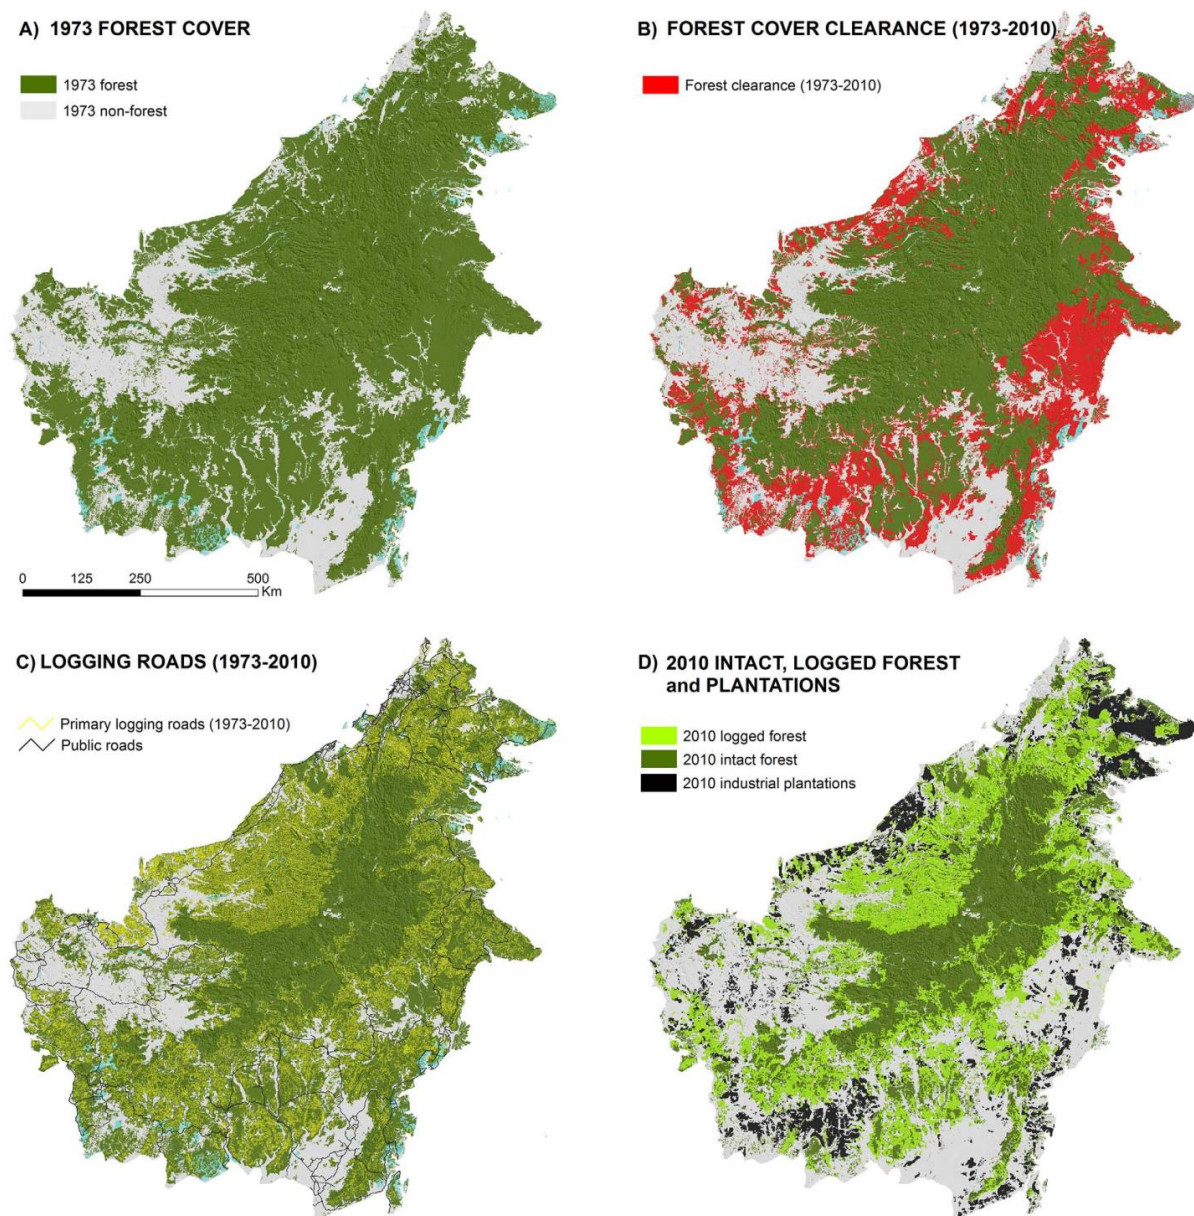 A) 1973 FOREST COVER
1973 forest
1973 non-forest
0 125 250 500
Km
B) FOREST COVER CLEARANCE (1973-2010)
Forest clearance (1973-2010)
C) LOGGING ROADS (1973-2010)
Primary logging roads (1973-2010)
Public roads
D) 2010 INTACT, LOGGED FOREST
and PLANTATIONS
2010 logged forest
2010 intact forest
2010 industrial plantations